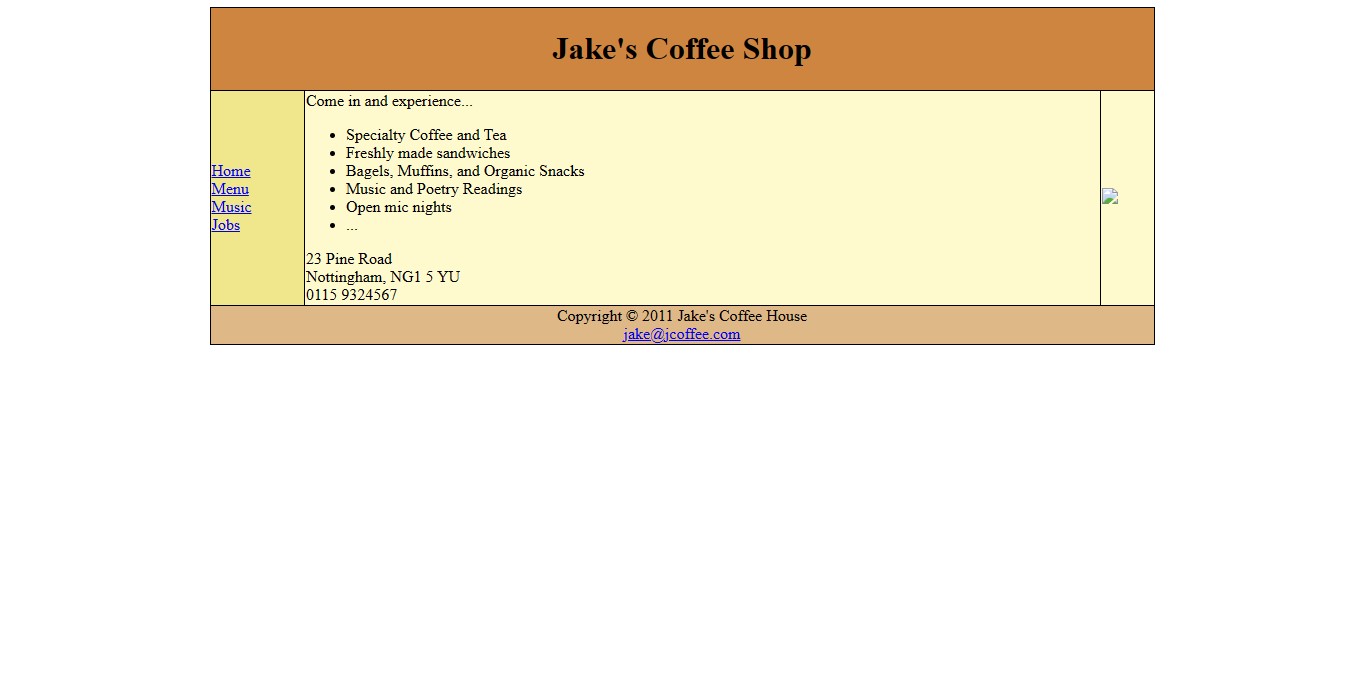 Jake's Coffee Shop
Home
Menu
Music
Jobs
Come in and experience...
Specialty Coffee and Tea
Freshly made sandwiches
Bagels, Muffins, and Organic Snacks
Music and Poetry Readings
Open mic nights
...
23 Pine Road
Nottingham, NG1 5 YU
0115 9324567
Copyright © 2011 Jake's Coffee House
jake@jcoffee.com